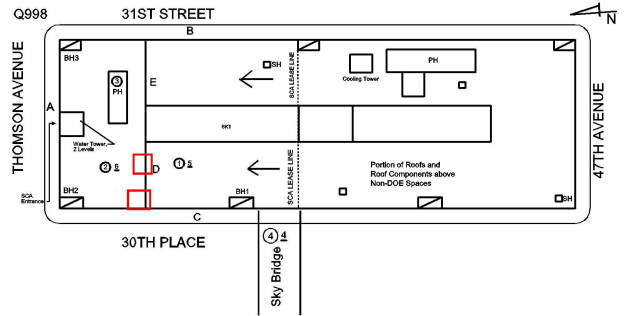 Q998
31ST STREET
N
B
BH3
SH
PH
3
PH
E
Cooling Tower
SCA LEASE LINE
THOMSON AVENUE
A
47TH AVENUE
SK1
Water Tower,
2 Levels
2 5
D
1 5
SCA LEASE LINE
Portion of Roofs and
Roof Components above
Non-DOE Spaces
SCA
Entrance
BH2
BH1
SH
C
30TH PLACE
4 4
Sky Bridge